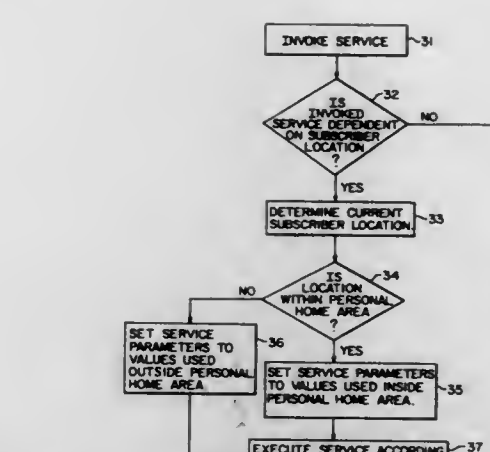 INVOKE SERVICE
31
IS
INVOKED
SERVICE DEPENDENT
ON SUBSCRIBER
LOCATION
?
32
NO
YES
DETERMINE CURRENT
SUBSCRIBER LOCATION.
33
IS
LOCATION
WITHIN PERSONAL
HOME AREA
?
34
NO
YES
SET SERVICE
PARAMETERS TO
VALUES USED
OUTSIDE PERSONAL
HOME AREA.
36
SET SERVICE PARAMETERS
TO VALUES USED INSIDE
PERSONAL HOME AREA.
35
EXECUTE SERVICE ACCORDING
37